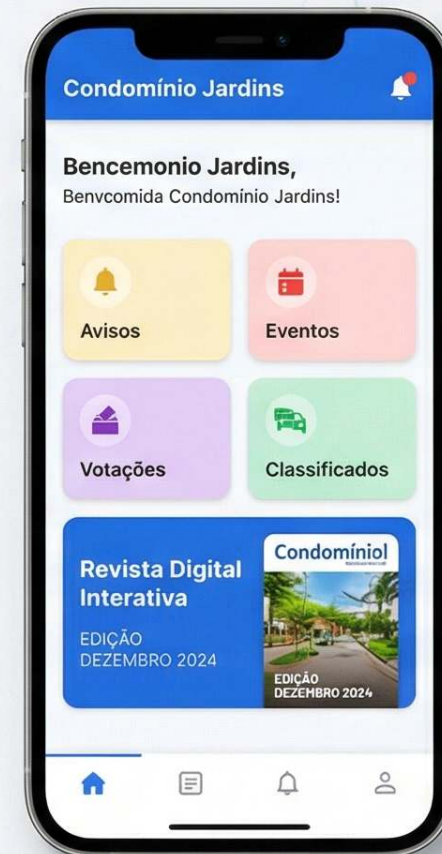 Condomínio Jardins
Bencemonio Jardins,
Benvcomida Condomínio Jardins!
Avisos
Eventos
Votações
Classificados
Revista Digital
Interativa
EDIÇÃO
DEZEMBRO 2024
Condomíniol
EDIÇÃO
DEZEMBRO 2024